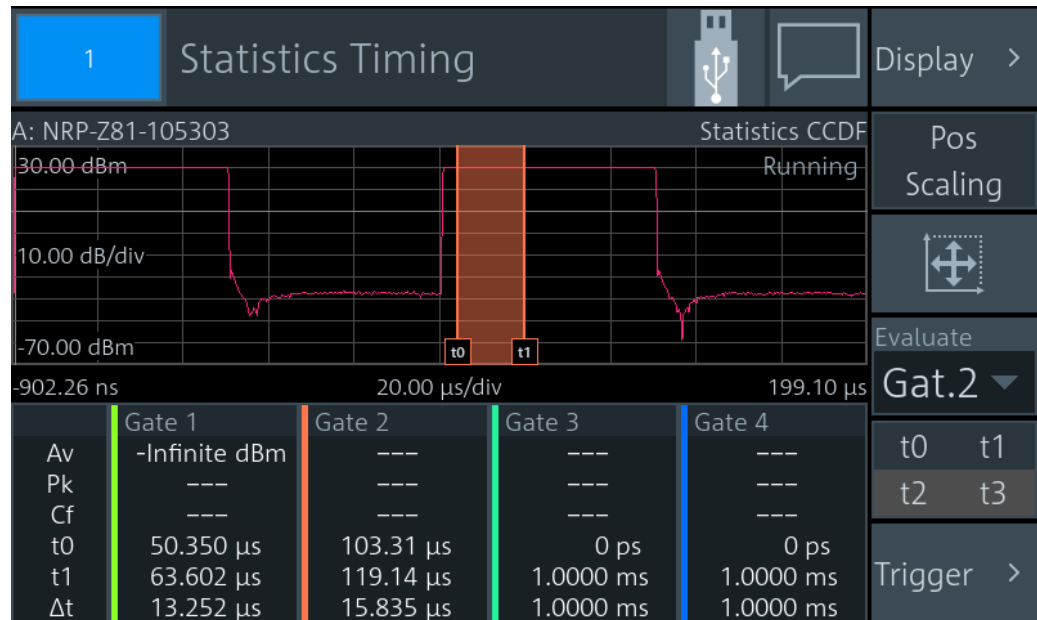 1
Statistics Timing
Display >
A: NRP-Z81-105303 Statistics CCDF
30.00 dBm Running
10.00 dB/div
-70.00 dBm
t0 t1
-902.26 ns 20.00 µs/div 199.10 µs
Gate 1 Gate 2 Gate 3 Gate 4
Av -Infinite dBm --- --- ---
Pk --- --- --- ---
Cf --- --- --- ---
t0 50.350 µs 103.31 µs 0 ps 0 ps
t1 63.602 µs 119.14 µs 1.0000 ms 1.0000 ms
Δt 13.252 µs 15.835 µs 1.0000 ms 1.0000 ms
Pos
Scaling
Evaluate
Gat.2
t0 t1
t2 t3
Trigger >